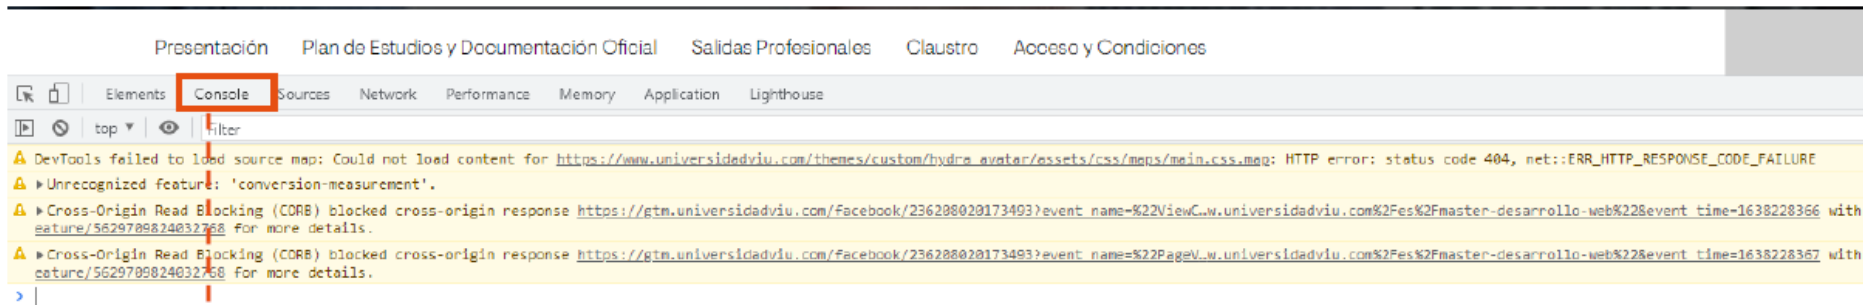 Presentación Plan de Estudios y Documentación Oficial Salidas Profesionales Claustro Acceso y Condiciones
Elements Console Sources Network Performance Memory Application Lighthouse
top Filter
DevTools failed to load source map: Could not load content for https://www.universidadviu.com/themes/custom/hydra_avatar/assets/css/maps/main.css.map: HTTP error: status code 404, net::ERR_HTTP_RESPONSE_CODE_FAILURE
Unrecognized feature: 'conversion-measurement'.
Cross-Origin Read Blocking (CORB) blocked cross-origin response https://gtm.universidadviu.com/facebook/236208020173493?event_name=%22ViewC…w.universidadviu.com%2Fes%2Fmaster-desarrollo-web%22&event_time=1638228366 with
eature/5629709824032768 for more details.
Cross-Origin Read Blocking (CORB) blocked cross-origin response https://gtm.universidadviu.com/facebook/236208020173493?event_name=%22PageV…w.universidadviu.com%2Fes%2Fmaster-desarrollo-web%22&event_time=1638228367 with
eature/5629709824032768 for more details.